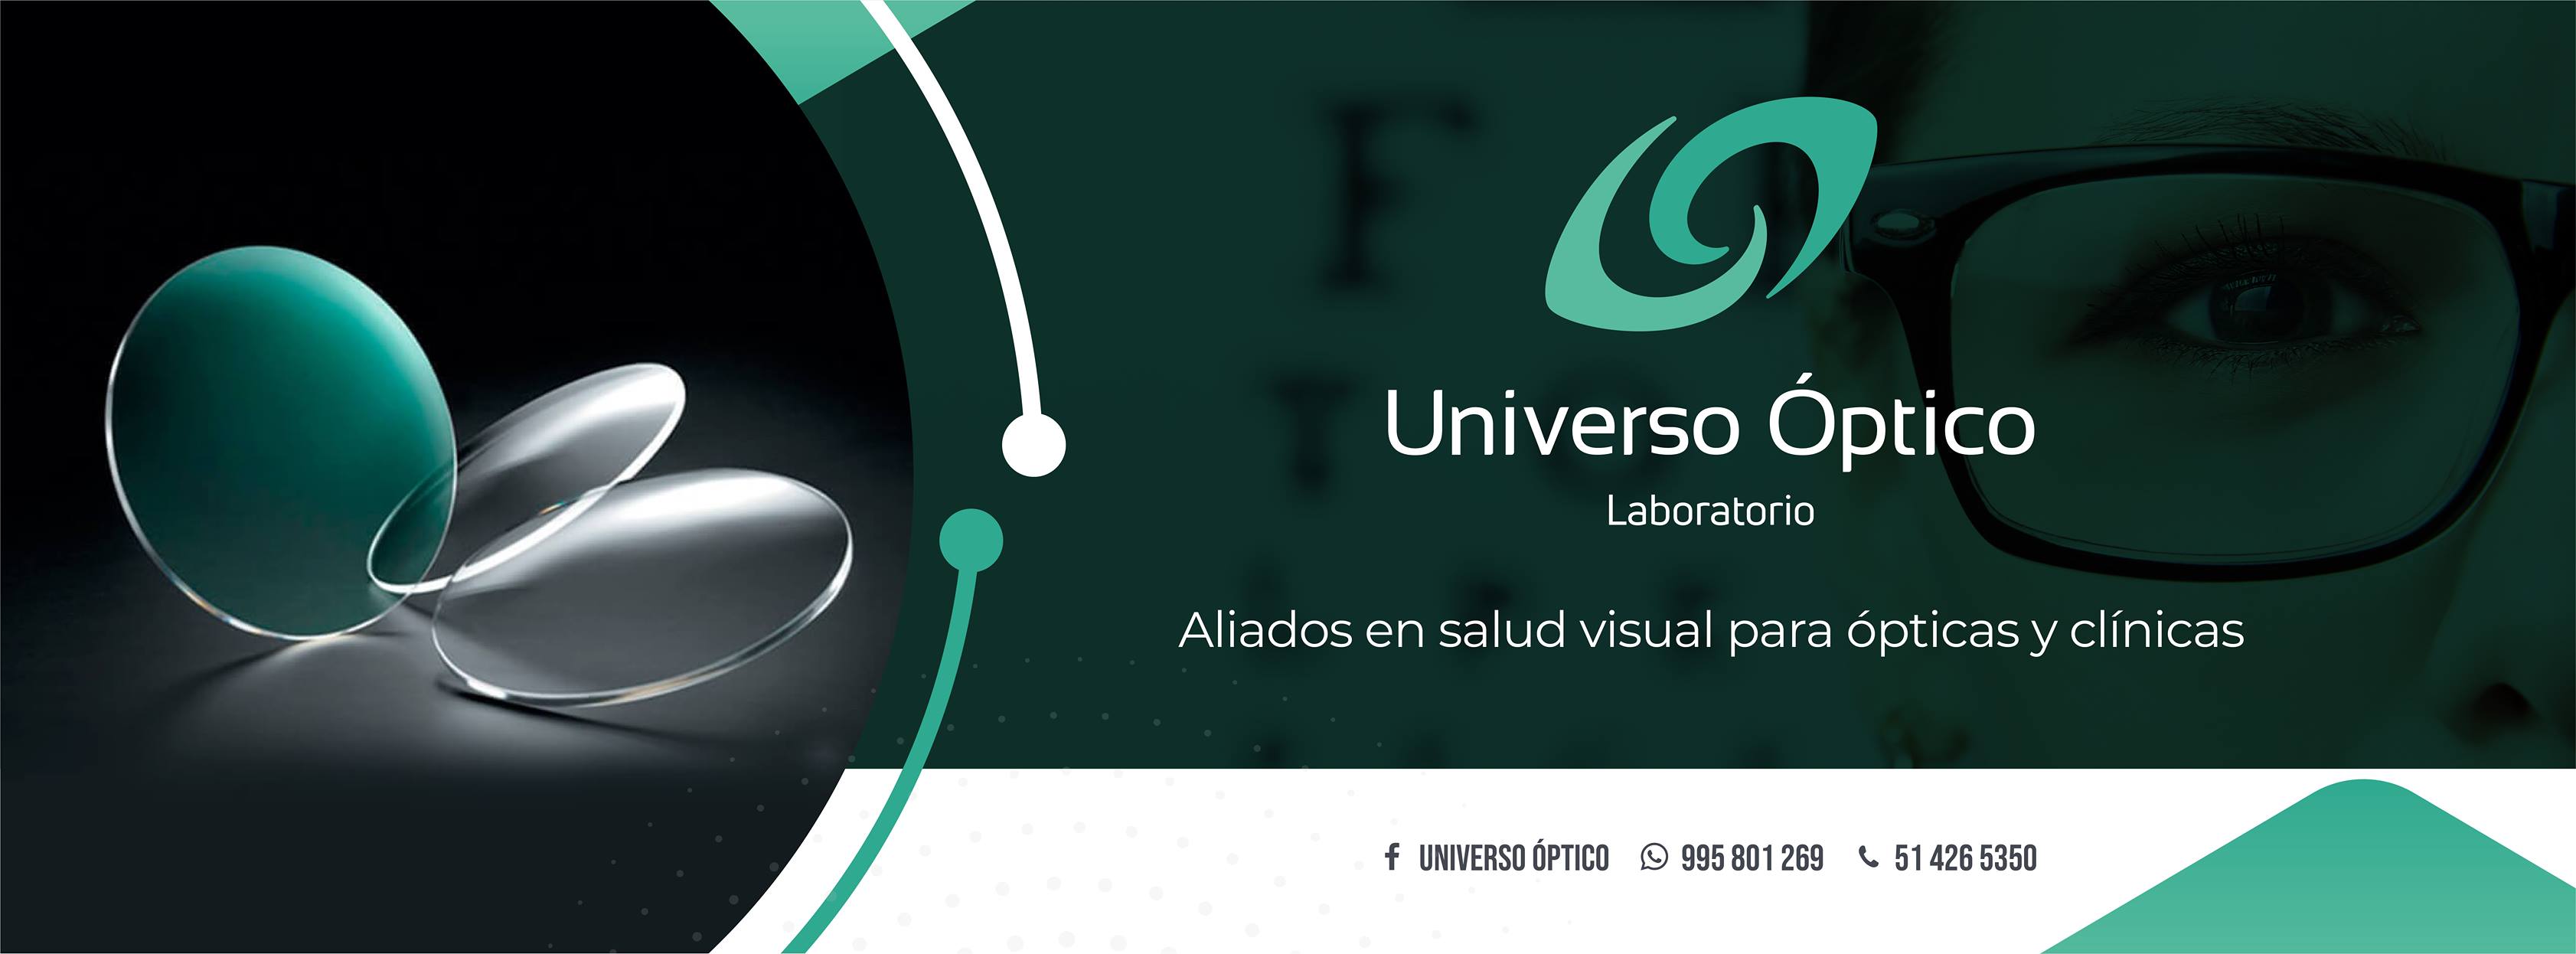 Universo Óptico
Laboratorio
Aliados en salud visual para ópticas y clínicas
UNIVERSO ÓPTICO 995 801 269 51 426 5350
F
T O